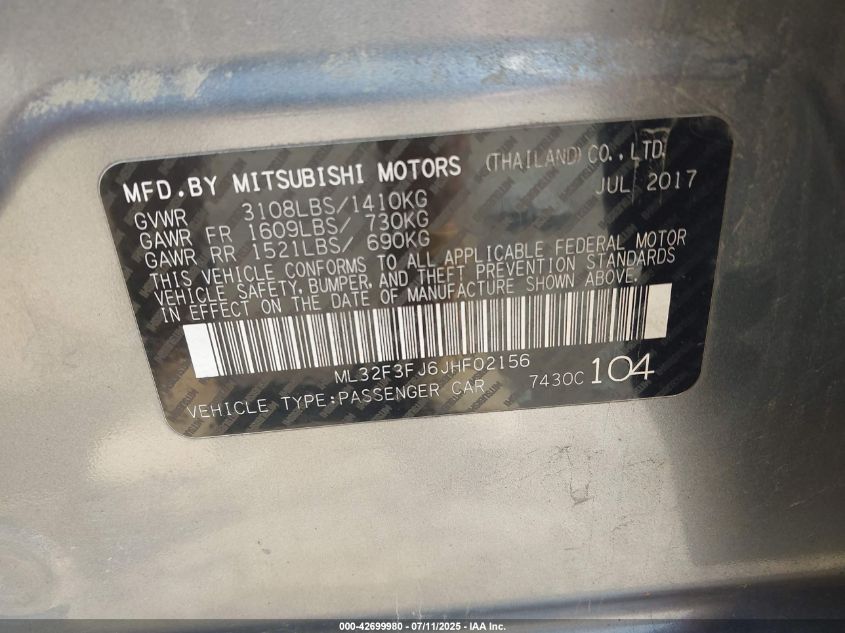 MFD.BY MITSUBISHI MOTORS (THAILAND) CO.,LTD.
JUL 2017
GVWR 3108LBS/1410KG
GAWR FR 1609LBS/ 730KG
GAWR RR 1521LBS/ 690KG
THIS VEHICLE CONFORMS TO ALL APPLICABLE FEDERAL MOTOR
VEHICLE SAFETY, BUMPER, AND THEFT PREVENTION STANDARDS
IN EFFECT ON THE DATE OF MANUFACTURE SHOWN ABOVE.
ML32F3FJ6JHF02156
VEHICLE TYPE:PASSENGER CAR 7430C 104
000-42699980 - 07/11/2025 - IAA Inc.